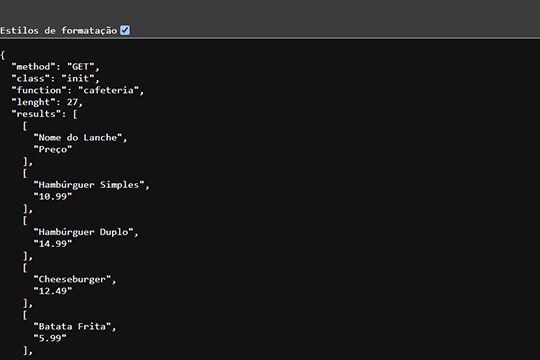 Estilos de formatação
{
"method": "GET",
"class": "init",
"function": "cafeteria",
"lenght": 27,
"results": [
[
"Nome do Lanche",
"Preço"
],
[
"Hambúrguer Simples",
"10.99"
],
[
"Hambúrguer Duplo",
"14.99"
],
[
"Cheeseburger",
"12.49"
],
[
"Batata Frita",
"5.99"
],